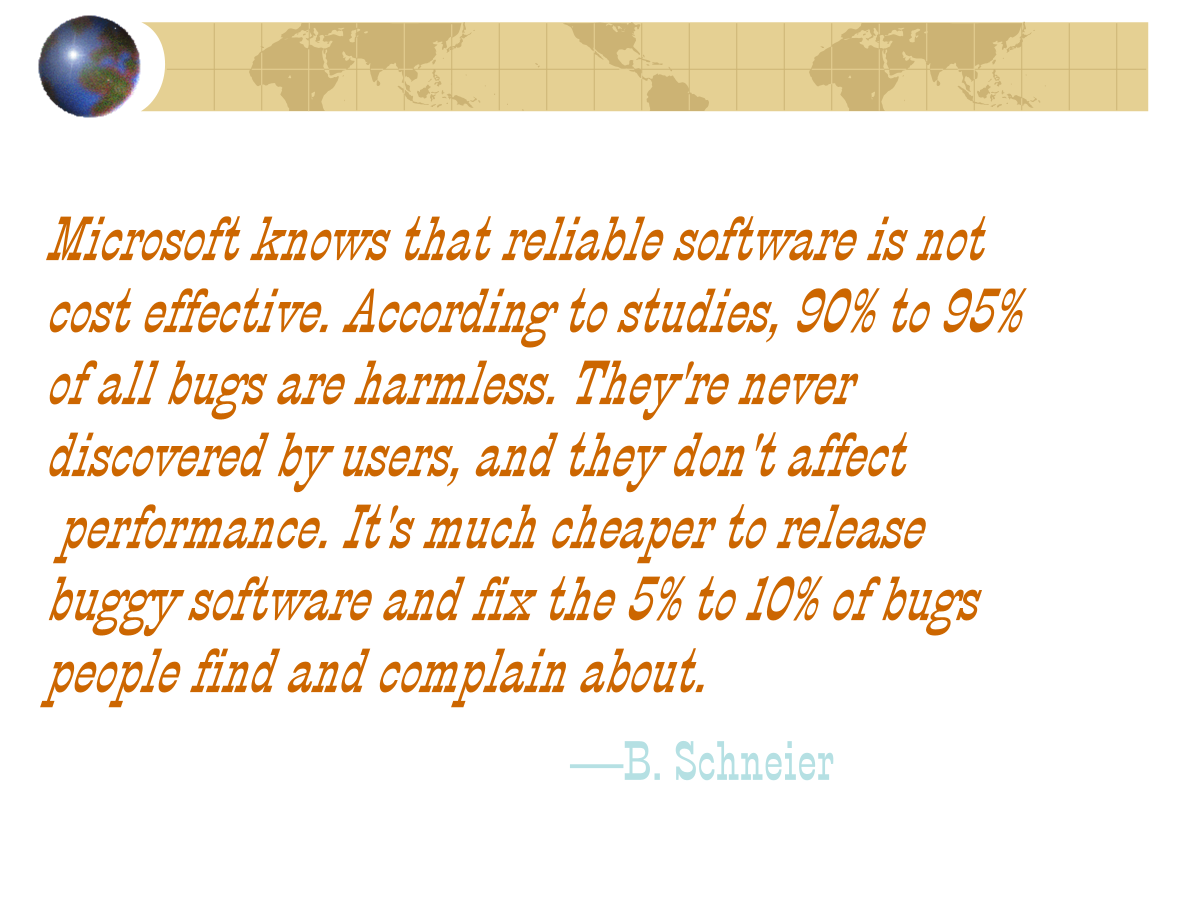 Microsoft knows that reliable software is not
cost effective. According to studies, 90% to 95%
of all bugs are harmless. They're never
discovered by users, and they don't affect
performance. It's much cheaper to release
buggy software and fix the 5% to 10% of bugs
people find and complain about.
——B. Schneier